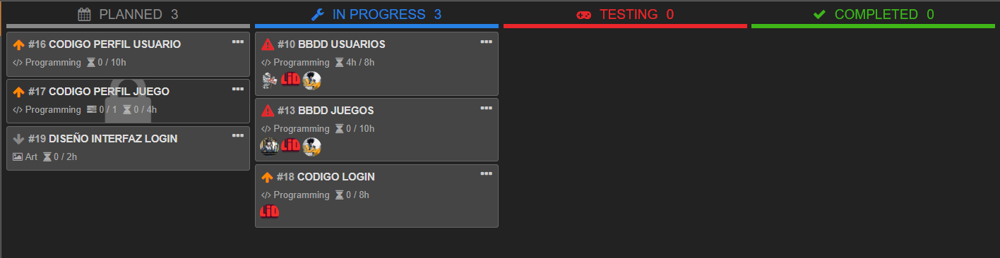 PLANNED 3
#16 CODIGO PERFIL USUARIO
Programming 0 / 10h
#17 CODIGO PERFIL JUEGO
Programming 0 / 1 0 / 4h
#19 DISEÑO INTERFAZ LOGIN
Art 0 / 2h
IN PROGRESS 3
#10 BBDD USUARIOS
Programming 4h / 8h
LiD
#13 BBDD JUEGOS
Programming 0 / 10h
LiD
#18 CODIGO LOGIN
Programming 0 / 8h
LiD
TESTING 0
COMPLETED 0